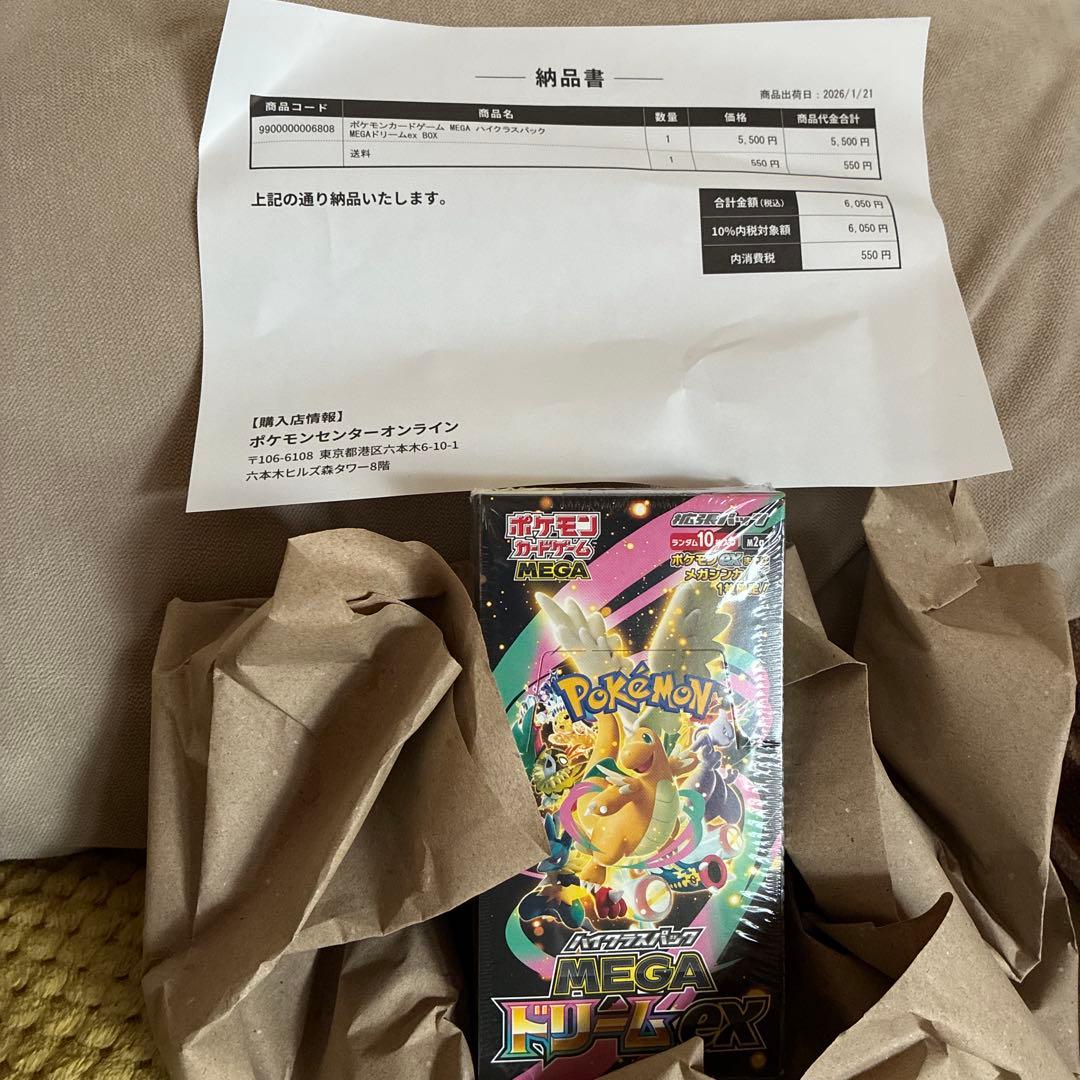 納品書
商品出荷日：2026/1/21
商品コード 商品名 数量 価格 商品代金合計
9900000006808 ポケモンカードゲーム MEGA ハイクラスパック
MEGAドリームex BOX 1 5,500 円 5,500 円
送料 1 550 円 550 円
上記の通り納品いたします。
合計金額(税込) 6,050 円
10%内税対象額 6,050 円
内消費税 550 円
【購入店情報】
ポケモンセンターオンライン
〒106-6108 東京都港区六本木6-10-1
六本木ヒルズ森タワー8階
ポケモン
カードゲーム
MEGA
拡張パック
ランダム10 M2a
ポケモンex
POKéMON
ハイクラスパック
MEGA
ドリームex